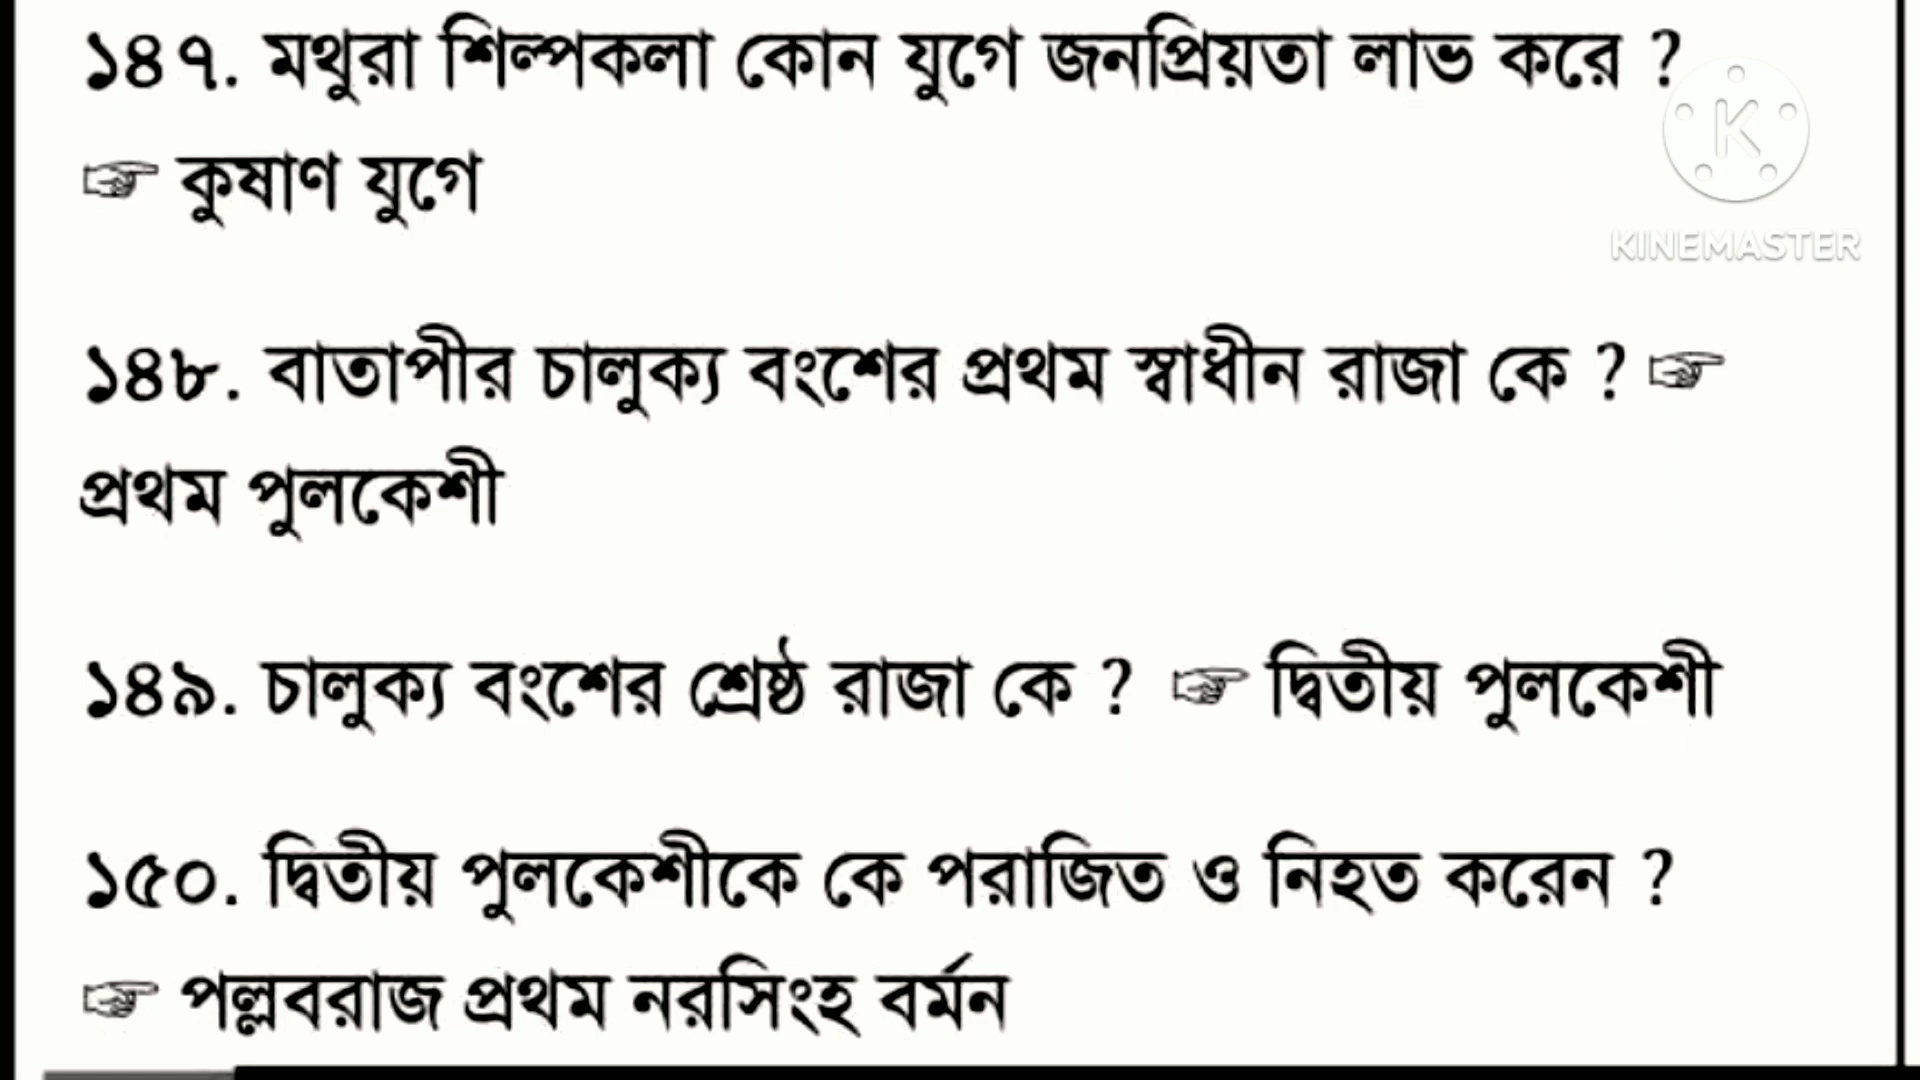 ১৪৭. মথুরা শিল্পকলা কোন যুগে জনপ্রিয়তা লাভ করে ?
☞ কুষাণ যুগে
KINEMASTER
১৪৮. বাতাপীর চালুক্য বংশের প্রথম স্বাধীন রাজা কে ? ☞
প্রথম পুলকেশী
১৪৯. চালুক্য বংশের শ্রেষ্ঠ রাজা কে ? ☞ দ্বিতীয় পুলকেশী
১৫০. দ্বিতীয় পুলকেশীকে কে পরাজিত ও নিহত করেন ?
☞ পল্লবরাজ প্রথম নরসিংহ বর্মন